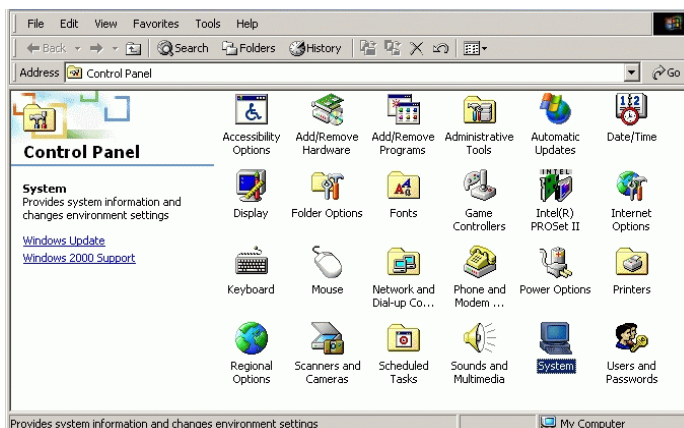 File Edit View Favorites Tools Help
Back Search Folders History
Address Control Panel Go
Control Panel
System
Provides system information and
changes environment settings
Windows Update
Windows 2000 Support
Accessibility
Options
Add/Remove
Hardware
Add/Remove
Programs
Administrative
Tools
Automatic
Updates
Date/Time
Display
Folder Options
Fonts
Game
Controllers
Intel(R)
PROSet II
Internet
Options
Keyboard
Mouse
Network and
Dial-up Co...
Phone and
Modem ...
Power Options
Printers
Regional
Options
Scanners and
Cameras
Scheduled
Tasks
Sounds and
Multimedia
System
Users and
Passwords
Provides system information and changes environment settings
My Computer